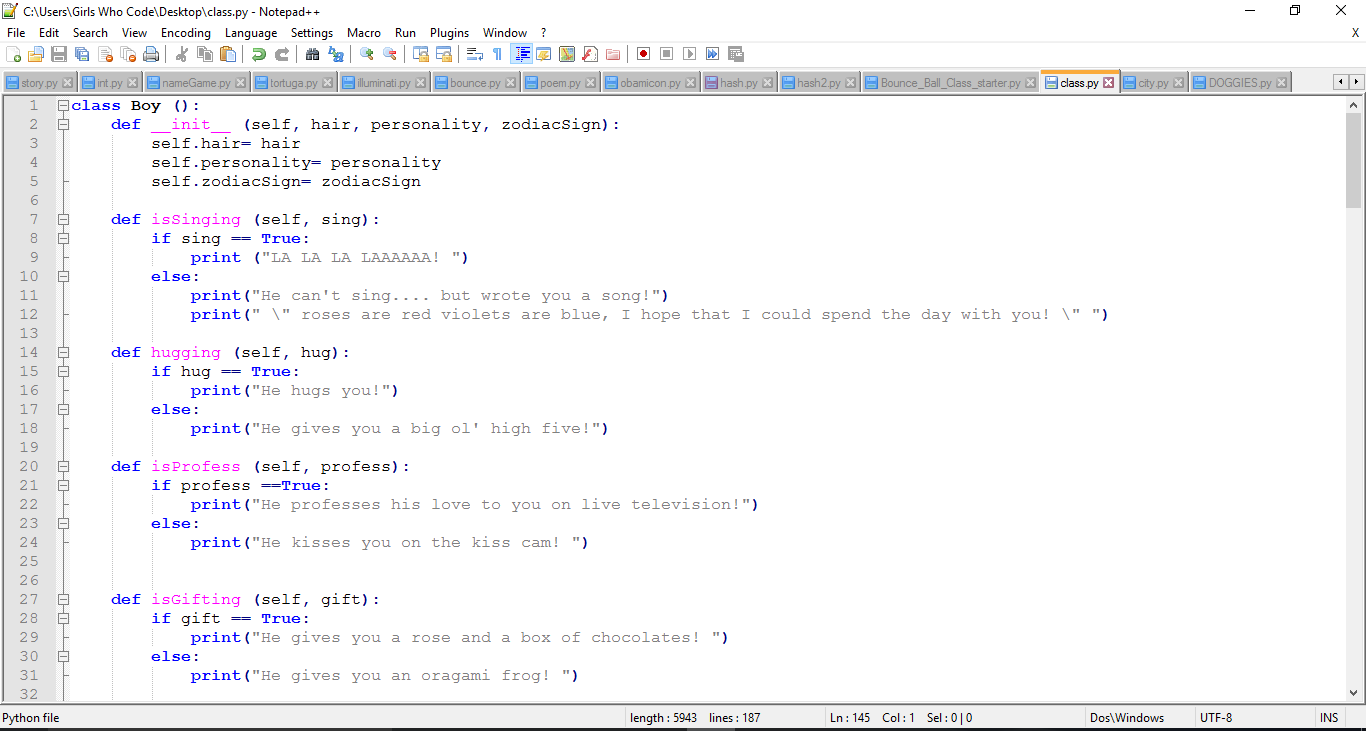 C:\Users\Girls Who Code\Desktop\class.py - Notepad++
File Edit Search View Encoding Language Settings Macro Run Plugins Window ? X
story.py int.py nameGame.py tortuga.py illuminati.py bounce.py poem.py obamicon.py hash.py hash2.py Bounce_Ball_Class_starter.py class.py city.py DOGGIES.py
1 class Boy ():
2 def __init__ (self, hair, personality, zodiacSign):
3 self.hair= hair
4 self.personality= personality
5 self.zodiacSign= zodiacSign
6
7 def isSinging (self, sing):
8 if sing == True:
9 print ("LA LA LA LAAAAAA! ")
10 else:
11 print("He can't sing.... but wrote you a song!")
12 print(" \" roses are red violets are blue, I hope that I could spend the day with you! \" ")
13
14 def hugging (self, hug):
15 if hug == True:
16 print("He hugs you!")
17 else:
18 print("He gives you a big ol' high five!")
19
20 def isProfess (self, profess):
21 if profess ==True:
22 print("He professes his love to you on live television!")
23 else:
24 print("He kisses you on the kiss cam! ")
25
26
27 def isGifting (self, gift):
28 if gift == True:
29 print("He gives you a rose and a box of chocolates! ")
30 else:
31 print("He gives you an oragami frog! ")
32
Python file length : 5943 lines : 187 Ln : 145 Col : 1 Sel : 0 | 0 Dos\Windows UTF-8 INS